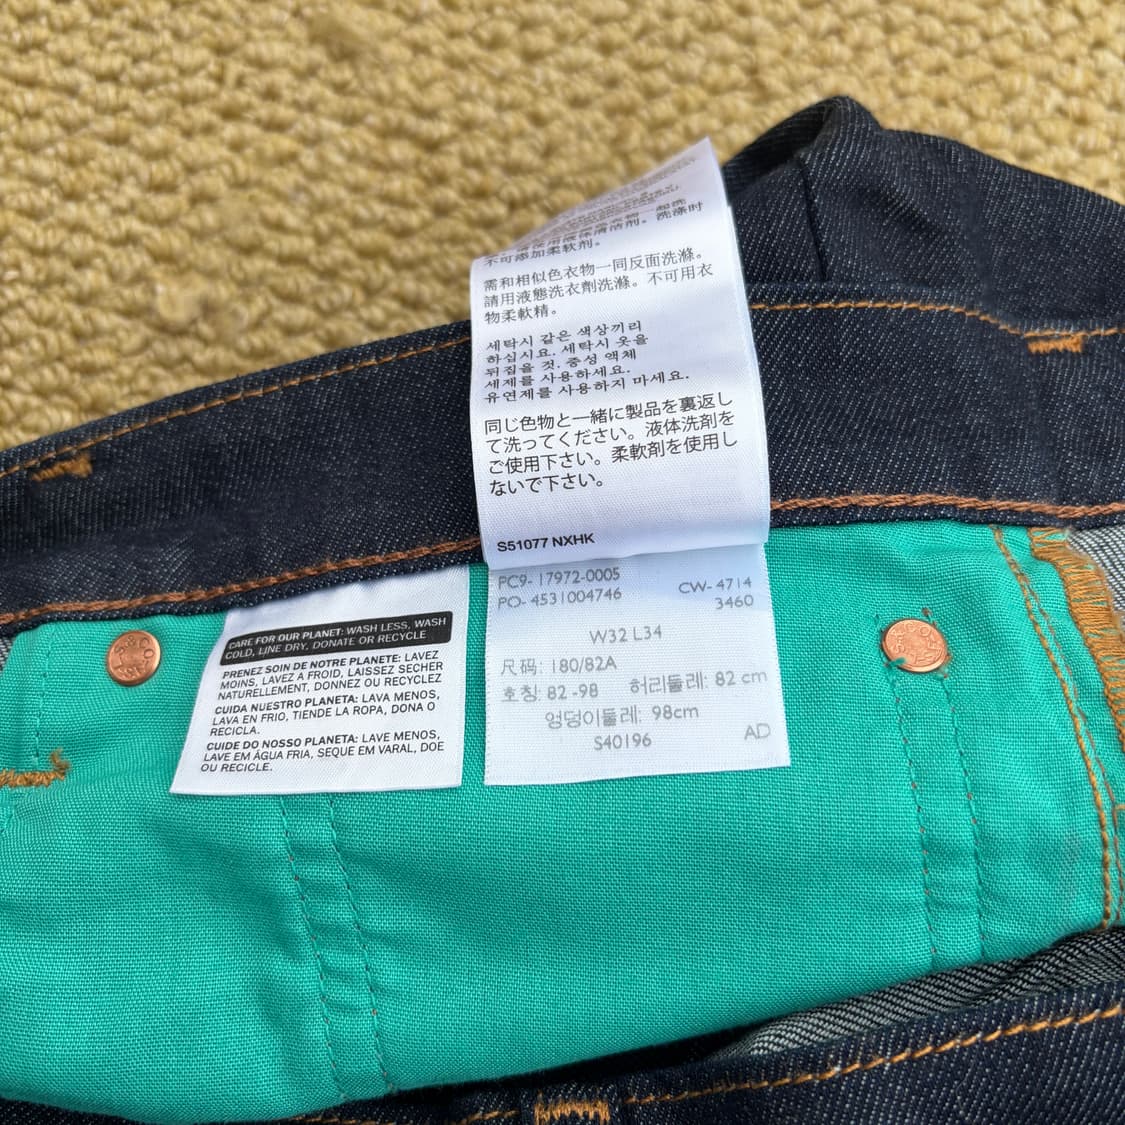 不可添加柔软剂。
需和相似色衣物一同反面洗滌。
請用液態洗衣劑洗滌。不可用衣
物柔軟精。
세탁시 같은 색상끼리
하십시요. 세탁시 옷을
뒤집을 것. 중성 액체
세제를 사용하세요.
유연제를 사용하지 마세요.
同じ色物と一緒に製品を裏返し
て洗ってください。液体洗剤を
ご使用下さい。柔軟剤を使用し
ないで下さい。
S51077 NXHK
PC9- 17972-0005
PO- 4531004746
CW- 4714
3460
W32 L34
尺码: 180/82A
호칭: 82 -98 허리둘레: 82 cm
엉덩이둘레: 98cm
S40196
AD
CARE FOR OUR PLANET: WASH LESS, WASH
COLD, LINE DRY, DONATE OR RECYCLE
PRENEZ SOIN DE NOTRE PLANETE: LAVEZ
MOINS, LAVEZ A FROID, LAISSEZ SECHER
NATURELLEMENT, DONNEZ OU RECYCLEZ
CUIDA NUESTRO PLANETA: LAVA MENOS,
LAVA EN FRIO, TIENDE LA ROPA, DONA O
RECICLA.
CUIDE DO NOSSO PLANETA: LAVE MENOS,
LAVE EM ÁGUA FRIA, SEQUE EM VARAL, DOE
OU RECICLE.